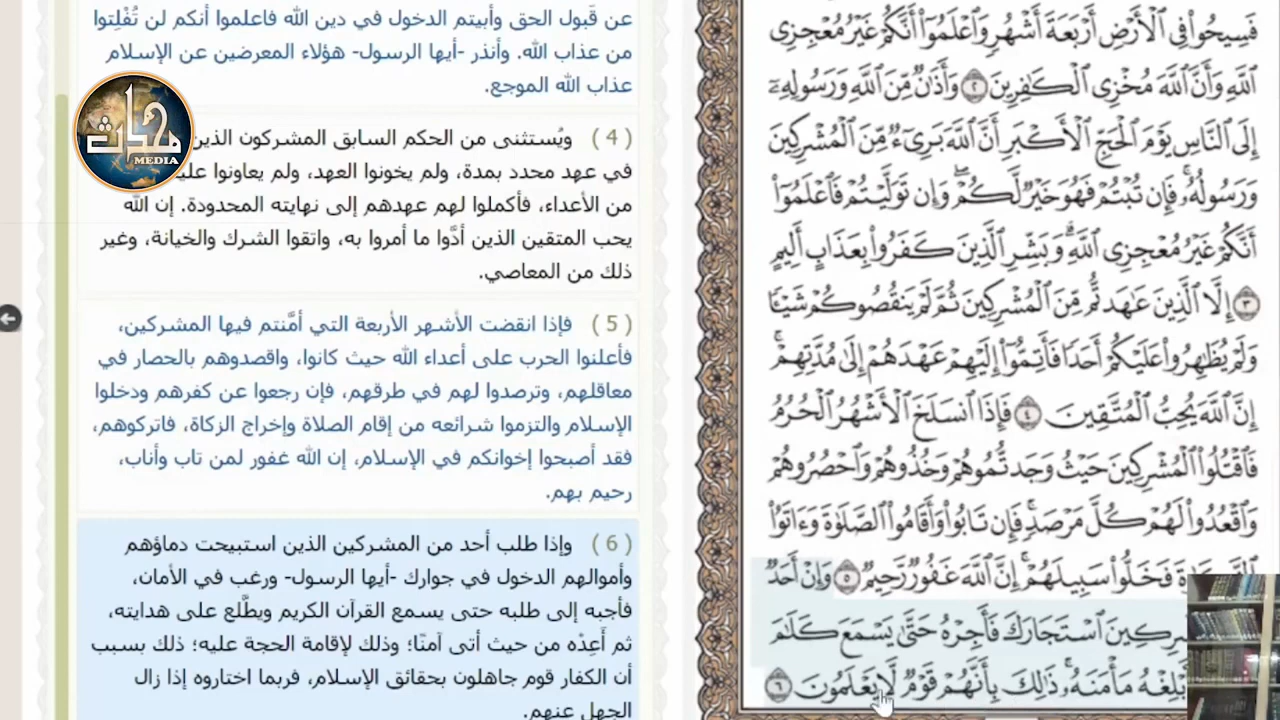 فَسِيحُوا۟ فِى ٱلْأَرْضِ أَرْبَعَةَ أَشْهُرٍ وَٱعْلَمُوٓا۟ أَنَّكُمْ غَيْرُ مُعْجِزِى
ٱللَّهِ وَأَنَّ ٱللَّهَ مُخْزِى ٱلْكَـٰفِرِينَ ٢ وَأَذَٰنٌ مِّنَ ٱللَّهِ وَرَسُولِهِۦٓ
إِلَى ٱلنَّاسِ يَوْمَ ٱلْحَجِّ ٱلْأَكْبَرِ أَنَّ ٱللَّهَ بَرِىٓءٌ مِّنَ ٱلْمُشْرِكِينَ
وَرَسُولُهُۥ فَإِن تُبْتُمْ فَهُوَ خَيْرٌ لَّكُمْ وَإِن تَوَلَّيْتُمْ فَٱعْلَمُوٓا۟
أَنَّكُمْ غَيْرُ مُعْجِزِى ٱللَّهِ وَبَشِّرِ ٱلَّذِينَ كَفَرُوا۟ بِعَذَابٍ أَلِيمٍ
٣ إِلَّا ٱلَّذِينَ عَـٰهَدتُّم مِّنَ ٱلْمُشْرِكِينَ ثُمَّ لَمْ يَنقُصُوكُمْ شَيْـًٔا
وَلَمْ يُظَـٰهِرُوا۟ عَلَيْكُمْ أَحَدًا فَأَتِمُّوٓا۟ إِلَيْهِمْ عَهْدَهُمْ إِلَىٰ مُدَّتِهِمْ
إِنَّ ٱللَّهَ يُحِبُّ ٱلْمُتَّقِينَ ٤ فَإِذَا ٱنسَلَخَ ٱلْأَشْهُرُ ٱلْحُرُمُ
فَٱقْتُلُوا۟ ٱلْمُشْرِكِينَ حَيْثُ وَجَدتُّمُوهُمْ وَخُذُوهُمْ وَٱحْصُرُوهُمْ
وَٱقْعُدُوا۟ لَهُمْ كُلَّ مَرْصَدٍ فَإِن تَابُوا۟ وَأَقَامُوا۟ ٱلصَّلَوٰةَ وَءَاتَوُا۟
فَخَلُّوا۟ سَبِيلَهُمْ إِنَّ ٱللَّهَ غَفُورٌ رَّحِيمٌ ٥ وَإِنْ أَحَدٌ
ٱسْتَجَارَكَ فَأَجِرْهُ حَتَّىٰ يَسْمَعَ كَلَـٰمَ
مَأْمَنَهُۥ ذَٰلِكَ بِأَنَّهُمْ قَوْمٌ لَّا يَعْلَمُونَ ٦
عن قَبول الحق وأبيتم الدخول في دين الله فاعلموا أنكم لن تُفْلِتوا
من عذاب الله. وأنذر -أيها الرسول- هؤلاء المعرضين عن الإسلام
عذاب الله الموجع.
( 4 ) ويُستثنى من الحكم السابق المشركون الذين
في عهد محدد بمدة، ولم يخونوا العهد، ولم يعاونوا
من الأعداء، فأكملوا لهم عهدهم إلى نهايته المحدودة. إن الله
يحب المتقين الذين أدَّوا ما أمروا به، واتقوا الشرك والخيانة، وغير
ذلك من المعاصي.
( 5 ) فإذا انقضت الأشهر الأربعة التي أمَّنتم فيها المشركين،
فأعلنوا الحرب على أعداء الله حيث كانوا، واقصدوهم بالحصار في
معاقلهم، وترصدوا لهم في طرقهم، فإن رجعوا عن كفرهم ودخلوا
الإسلام والتزموا شرائعه من إقام الصلاة وإخراج الزكاة، فاتركوهم،
فقد أصبحوا إخوانكم في الإسلام، إن الله غفور لمن تاب وأناب،
رحيم بهم.
( 6 ) وإذا طلب أحد من المشركين الذين استبيحت دماؤهم
وأموالهم الدخول في جوارك -أيها الرسول- ورغب في الأمان،
فأجبه إلى طلبه حتى يسمع القرآن الكريم ويطَّلع على هدايته،
ثم أَعِدْه من حيث أتى آمنًا؛ وذلك لإقامة الحجة عليه؛ ذلك بسبب
أن الكفار قوم جاهلون بحقائق الإسلام، فربما اختاروه إذا زال
الجهل عنهم.
MEDIA